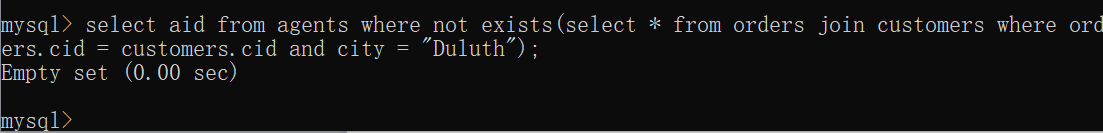 mysql> select aid from agents where not exists(select * from orders join customers where ord
ers.cid = customers.cid and city = "Duluth");
Empty set (0.00 sec)
mysql>